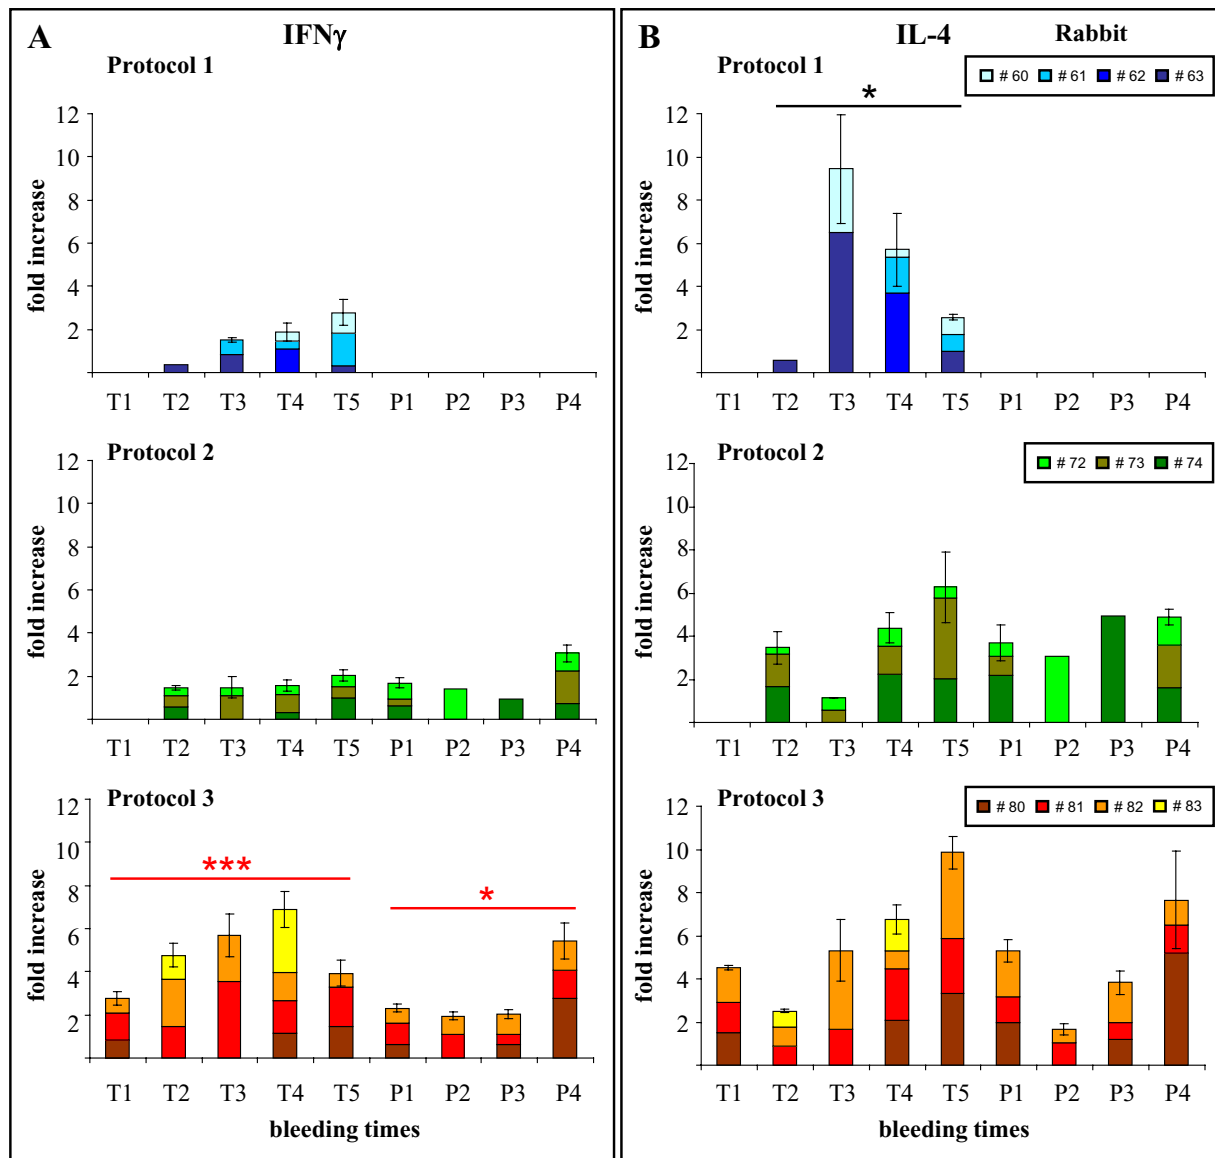 A IFNγ
Protocol 1
fold increase
12
10
8
6
4
2
T1 T2 T3 T4 T5 P1 P2 P3 P4
Protocol 2
fold increase
12
10
8
6
4
2
T1 T2 T3 T4 T5 P1 P2 P3 P4
Protocol 3
fold increase
12
10
8
6
4
2
***
*
T1 T2 T3 T4 T5 P1 P2 P3 P4
bleeding times
B IL-4 Rabbit
Protocol 1
# 60 # 61 # 62 # 63
*
fold increase
12
10
8
6
4
2
T1 T2 T3 T4 T5 P1 P2 P3 P4
Protocol 2
# 72 # 73 # 74
fold increase
12
10
8
6
4
2
T1 T2 T3 T4 T5 P1 P2 P3 P4
Protocol 3
# 80 # 81 # 82 # 83
fold increase
12
10
8
6
4
2
T1 T2 T3 T4 T5 P1 P2 P3 P4
bleeding times